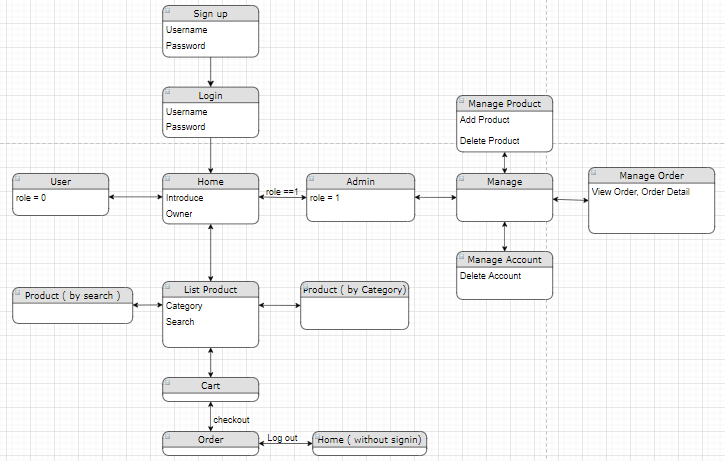 Sign up
Username
Password
Login
Username
Password
Manage Product
Add Product
Delete Product
User
role = 0
Home
Introduce
Owner
role ==1
Admin
role = 1
Manage
Manage Order
View Order, Order Detail
Manage Account
Delete Account
Product ( by search )
List Product
Category
Search
Product ( by Category)
Cart
checkout
Order
Log out
Home ( without signin)